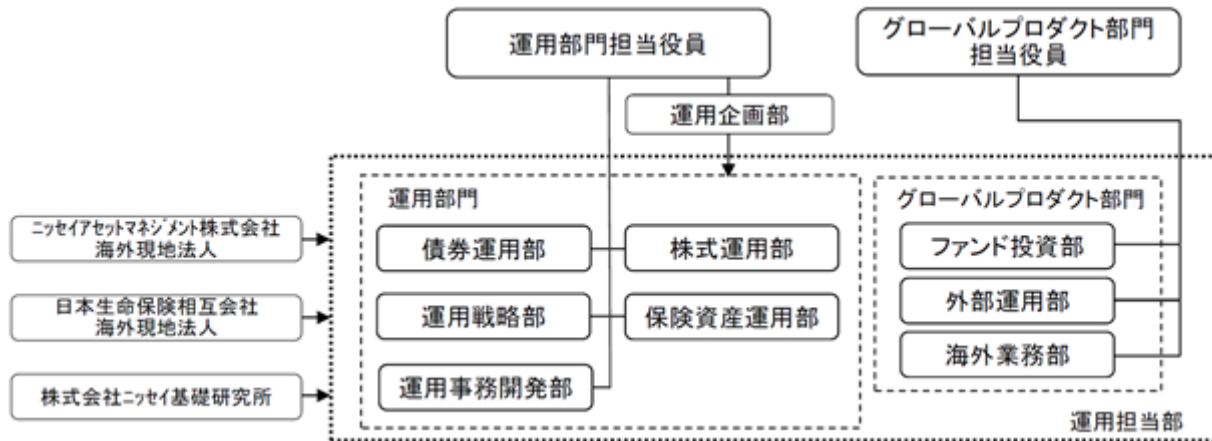 運用部門担当役員
グローバルプロダクト部門
担当役員
運用企画部
運用部門
グローバルプロダクト部門
ニッセイアセットマネジメント株式会社
海外現地法人
債券運用部
株式運用部
ファンド投資部
日本生命保険相互会社
海外現地法人
運用戦略部
保険資産運用部
外部運用部
海外業務部
株式会社ニッセイ基礎研究所
運用事務開発部
運用担当部